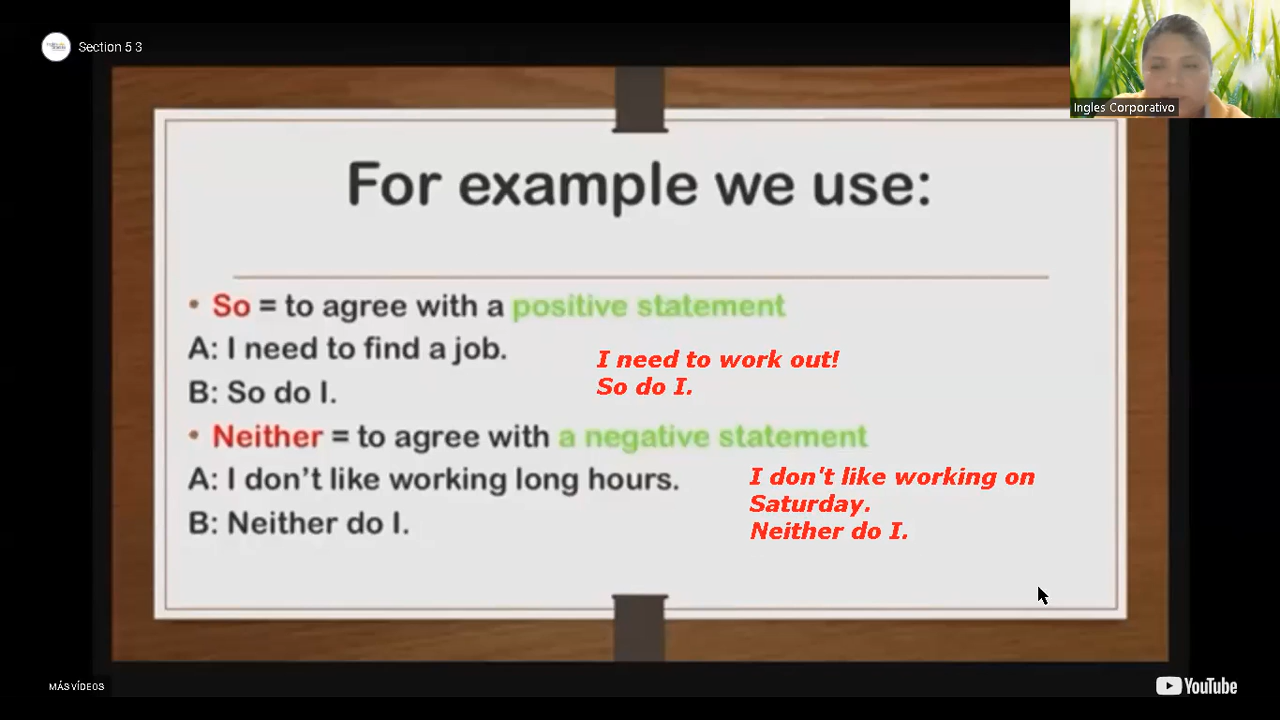 Section 5 3
Ingles Corporativo
For example we use:
• So = to agree with a positive statement
A: I need to find a job.
B: So do I.
I need to work out!
So do I.
• Neither = to agree with a negative statement
A: I don’t like working long hours.
B: Neither do I.
I don't like working on
Saturday.
Neither do I.
MÁS VÍDEOS
YouTube